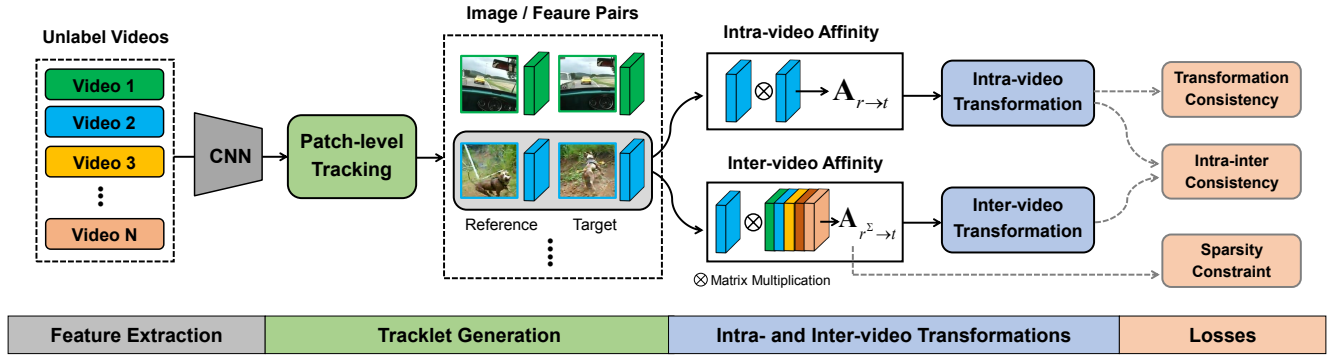 Unlabel Videos
Video 1
Video 2
Video 3
Video N
CNN
Patch-level
Tracking
Image / Feaure Pairs
Reference
Target
Intra-video Affinity
⊗ → A r→t
Inter-video Affinity
⊗ → A r^Σ→t
⊗ Matrix Multiplication
Intra-video
Transformation
Inter-video
Transformation
Transformation
Consistency
Intra-inter
Consistency
Sparsity
Constraint
Feature Extraction
Tracklet Generation
Intra- and Inter-video Transformations
Losses